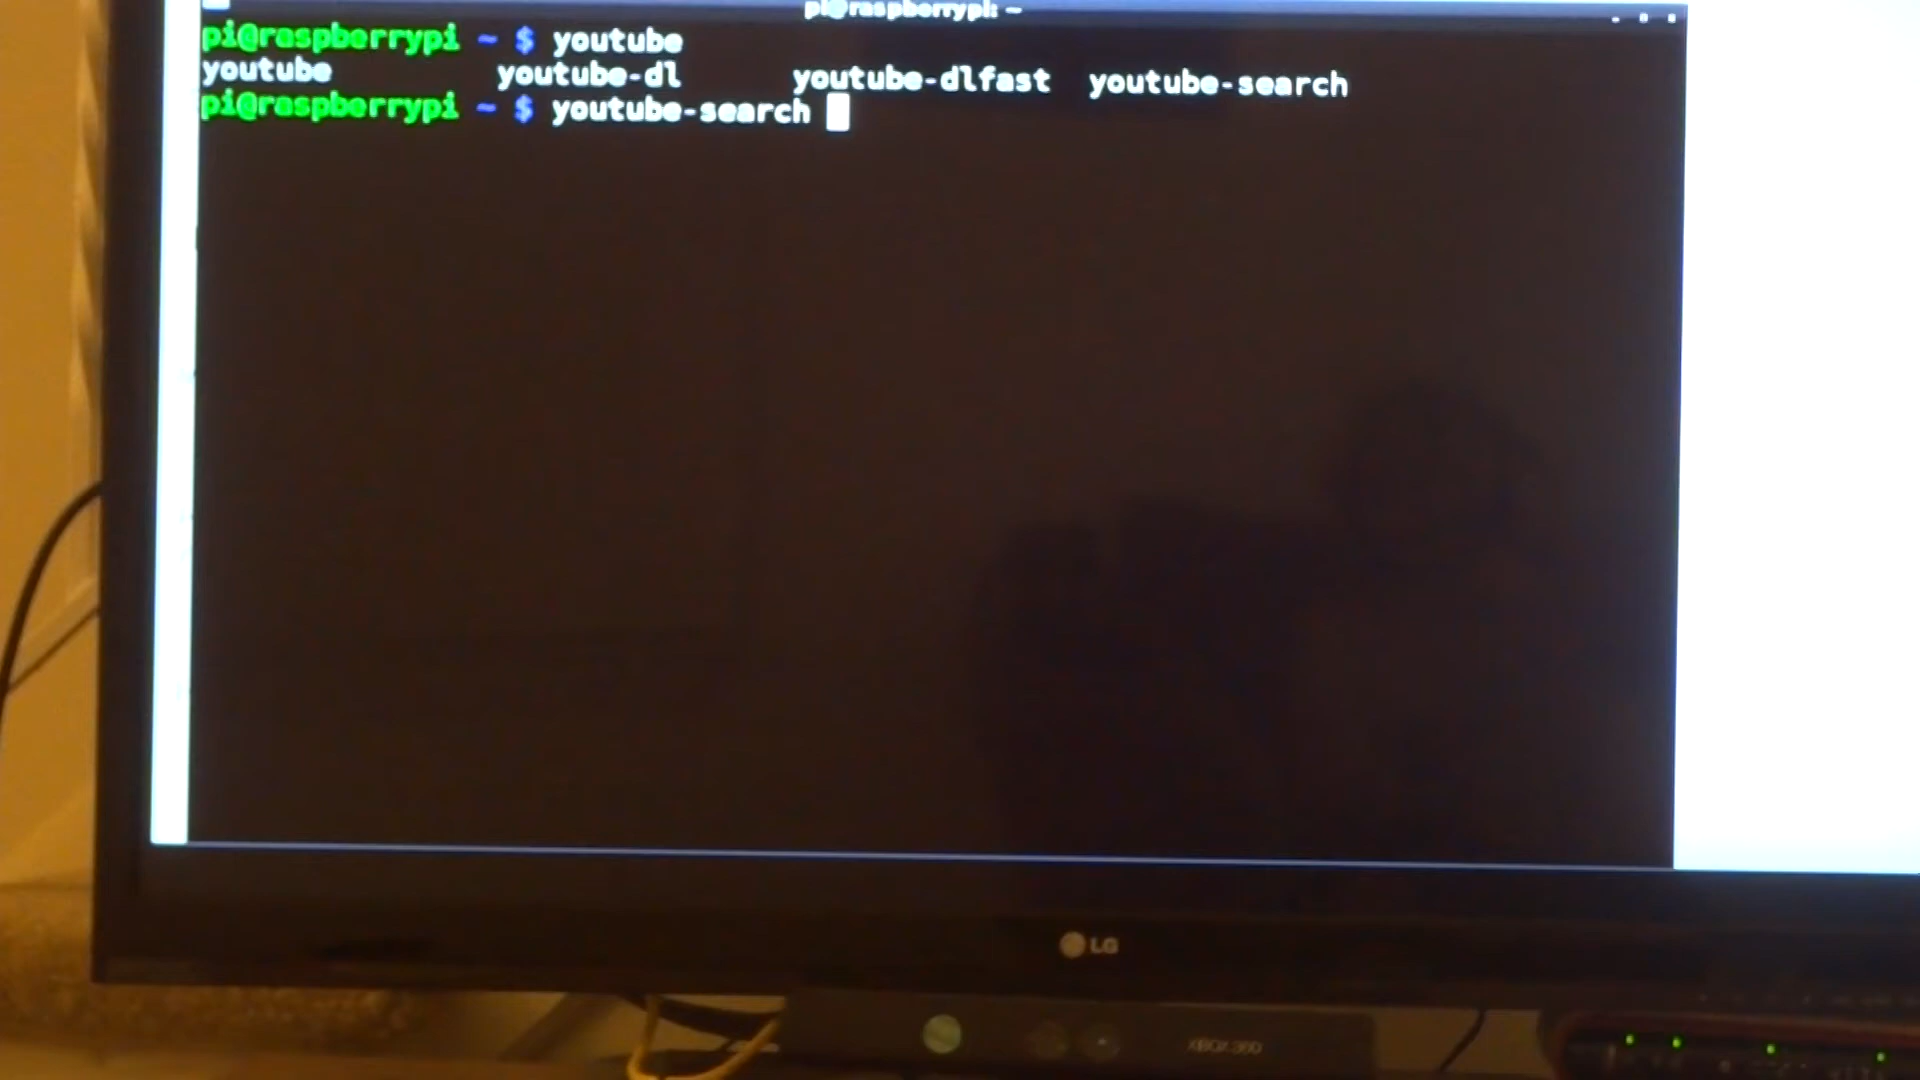 pi@raspberrypi: ~
pi@raspberrypi ~ $ youtube
youtube youtube-dl youtube-dlfast youtube-search
pi@raspberrypi ~ $ youtube-search
LG
XBOX 360